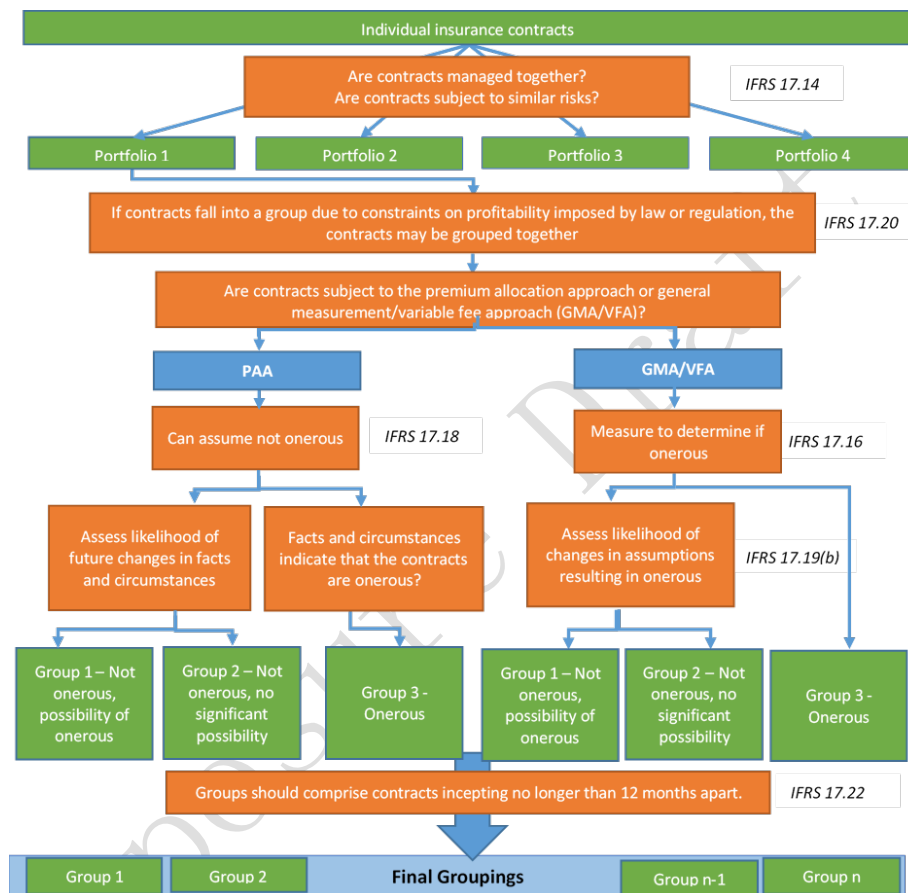 Individual insurance contracts
Are contracts managed together?
Are contracts subject to similar risks?
IFRS 17.14
Portfolio 1
Portfolio 2
Portfolio 3
Portfolio 4
If contracts fall into a group due to constraints on profitability imposed by law or regulation, the
contracts may be grouped together
IFRS 17.20
Are contracts subject to the premium allocation approach or general
measurement/variable fee approach (GMA/VFA)?
PAA
GMA/VFA
Can assume not onerous
IFRS 17.18
Measure to determine if
onerous
IFRS 17.16
Assess likelihood of
future changes in facts
and circumstances
Facts and circumstances
indicate that the contracts
are onerous?
Assess likelihood of
changes in assumptions
resulting in onerous
IFRS 17.19(b)
Group 1 – Not
onerous,
possibility of
onerous
Group 2 – Not
onerous, no
significant
possibility
Group 3 -
Onerous
Group 1 – Not
onerous,
possibility of
onerous
Group 2 – Not
onerous, no
significant
possibility
Group 3 -
Onerous
Groups should comprise contracts incepting no longer than 12 months apart.
IFRS 17.22
Group 1
Group 2
Final Groupings
Group n-1
Group n